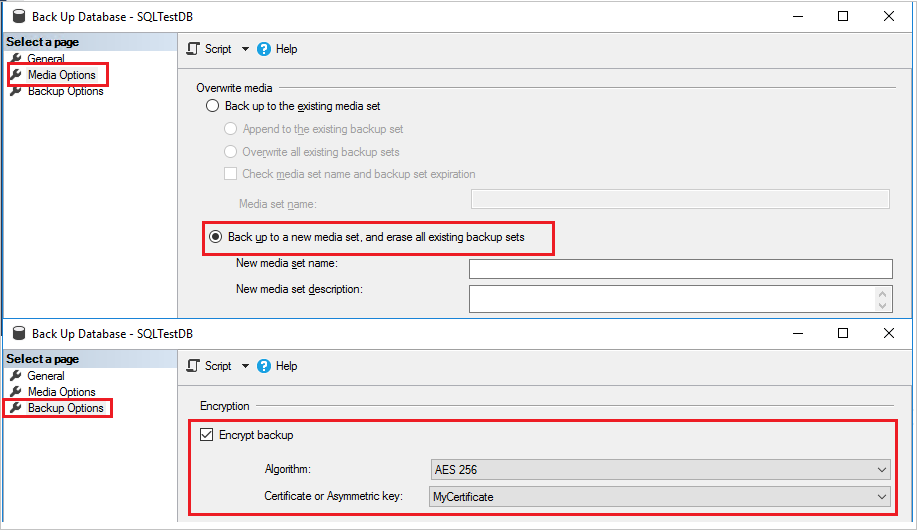 Back Up Database - SQLTestDB
Select a page
General
Media Options
Backup Options
Script
Help
Overwrite media
Back up to the existing media set
Append to the existing backup set
Overwrite all existing backup sets
Check media set name and backup set expiration
Media set name:
Back up to a new media set, and erase all existing backup sets
New media set name:
New media set description:
Back Up Database - SQLTestDB
Select a page
General
Media Options
Backup Options
Script
Help
Encryption
Encrypt backup
Algorithm: AES 256
Certificate or Asymmetric key: MyCertificate